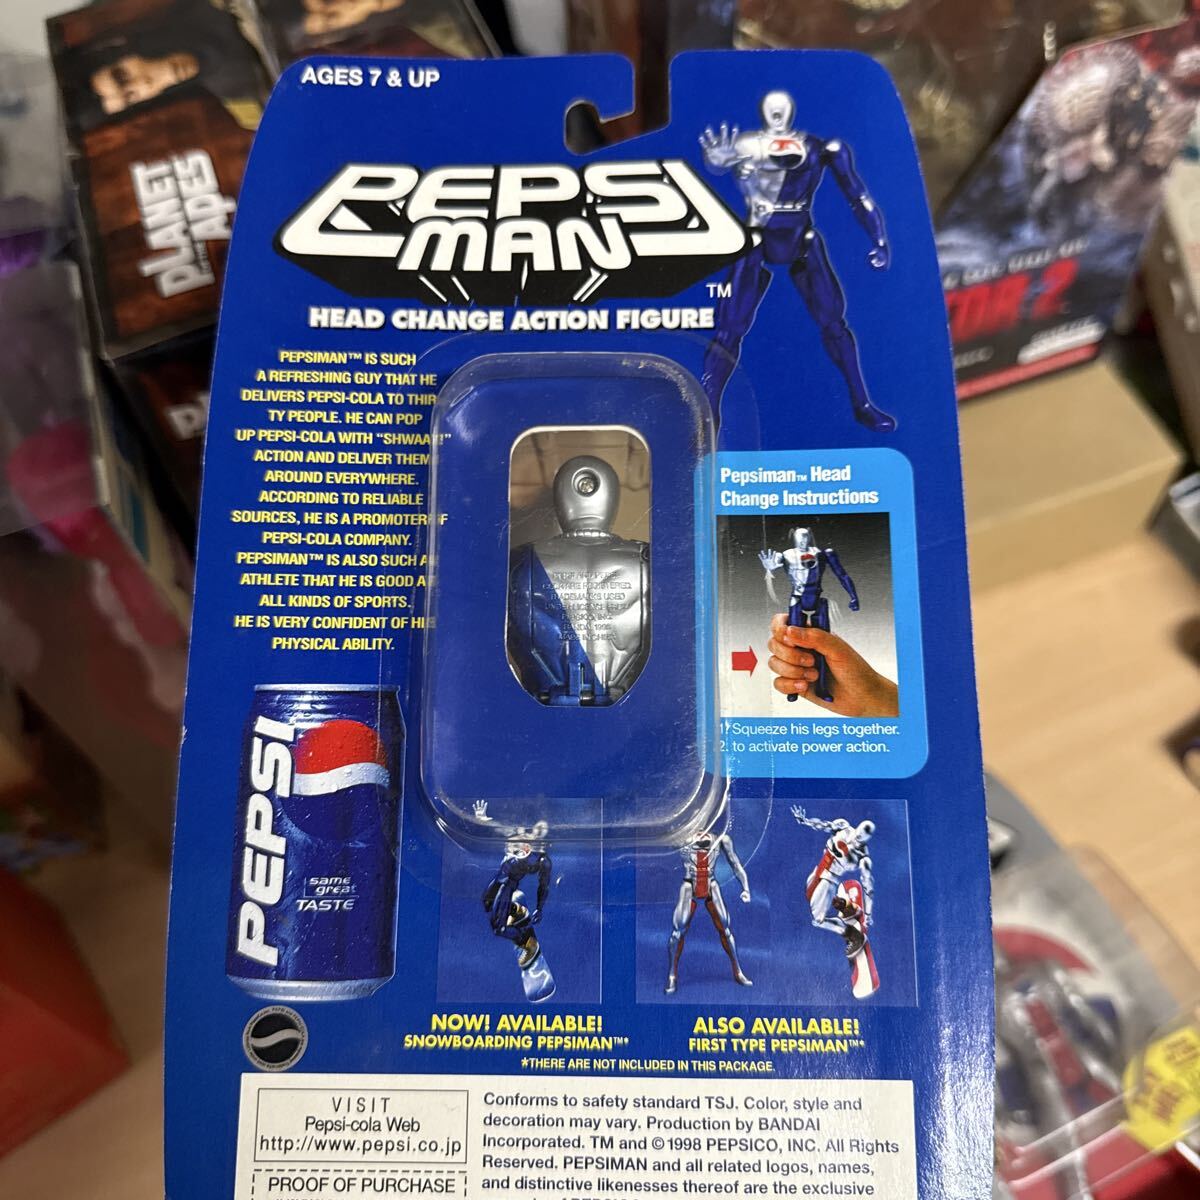 AGES 7 & UP
PEPSI
MAN
TM
HEAD CHANGE ACTION FIGURE
PEPSIMAN™ IS SUCH
A REFRESHING GUY THAT HE
DELIVERS PEPSI-COLA TO THIR
TY PEOPLE. HE CAN POP
UP PEPSI-COLA WITH "SHWAA
ACTION AND DELIVER THEM
AROUND EVERYWHERE.
ACCORDING TO RELIABLE
SOURCES, HE IS A PROMOTER OF
PEPSI-COLA COMPANY.
PEPSIMAN™ IS ALSO SUCH
ATHLETE THAT HE IS GOOD
ALL KINDS OF SPORTS.
HE IS VERY CONFIDENT OF HIS
PHYSICAL ABILITY.
Pepsiman™ Head
Change Instructions
1. Squeeze his legs together.
2. to activate power action.
PEPSI
same
great
TASTE
NOW! AVAILABLE!
SNOWBOARDING PEPSIMAN™*
ALSO AVAILABLE!
FIRST TYPE PEPSIMAN™*
*THERE ARE NOT INCLUDED IN THIS PACKAGE.
VISIT
Pepsi-cola Web
http://www.pepsi.co.jp
PROOF OF PURCHASE
Conforms to safety standard TSJ. Color, style and
decoration may vary. Production by BANDAI
Incorporated. TM and ©1998 PEPSICO, INC. All Rights
Reserved. PEPSIMAN and all related logos, names,
and distinctive likenesses thereof are the exclusive
PLANET
OF THE
APES